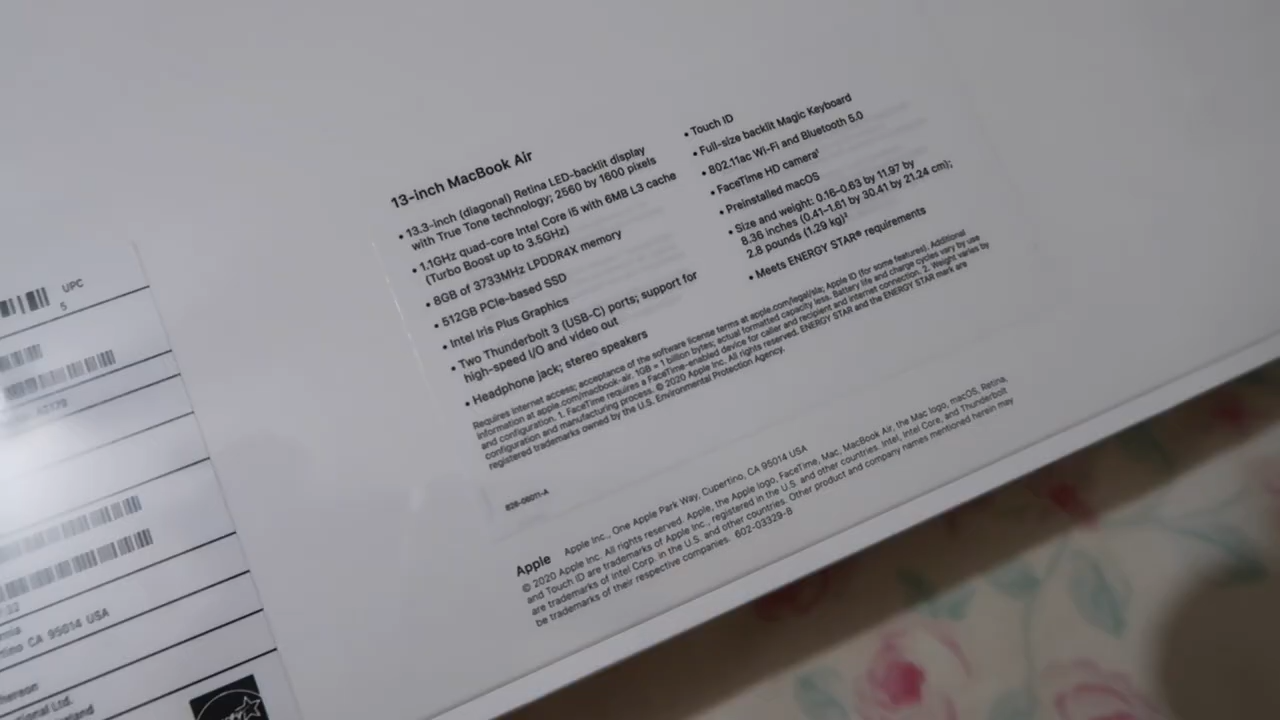 13-inch MacBook Air
• 13.3-inch (diagonal) Retina LED-backlit display
with True Tone technology; 2560 by 1600 pixels
• 1.1GHz quad-core Intel Core i5 with 6MB L3 cache
(Turbo Boost up to 3.5GHz)
• 8GB of 3733MHz LPDDR4X memory
• 512GB PCIe-based SSD
• Intel Iris Plus Graphics
• Two Thunderbolt 3 (USB-C) ports; support for
high-speed I/O and video out
• Headphone jack; stereo speakers
• Touch ID
• Full-size backlit Magic Keyboard
• 802.11ac Wi-Fi and Bluetooth 5.0
• FaceTime HD camera¹
• Preinstalled macOS
• Size and weight: 0.16–0.63 by 11.97 by
8.36 inches (0.41–1.61 by 30.41 by 21.24 cm);
2.8 pounds (1.29 kg)²
• Meets ENERGY STAR® requirements
Requires Internet access; acceptance of the software license terms at apple.com/legal/sla; Apple ID (for some features). Additional
information at apple.com/macbook-air. 1GB = 1 billion bytes; actual formatted capacity less. Battery life and charge cycles vary by use
and configuration. 1. FaceTime requires a FaceTime-enabled device for caller and recipient and internet connection. 2. Weight varies by
configuration and manufacturing process. © 2020 Apple Inc. All rights reserved. ENERGY STAR and the ENERGY STAR mark are
registered trademarks owned by the U.S. Environmental Protection Agency.
826-08011-A
Apple Apple Inc., One Apple Park Way, Cupertino, CA 95014 USA
© 2020 Apple Inc. All rights reserved. Apple, the Apple logo, FaceTime, Mac, MacBook Air, the Mac logo, macOS, Retina,
and Touch ID are trademarks of Apple Inc., registered in the U.S. and other countries. Intel, Intel Core, and Thunderbolt
are trademarks of Intel Corp. in the U.S. and other countries. Other product and company names mentioned herein may
be trademarks of their respective companies. 602-03329-B
UPC
5
CA 95014 USA
Ltd.